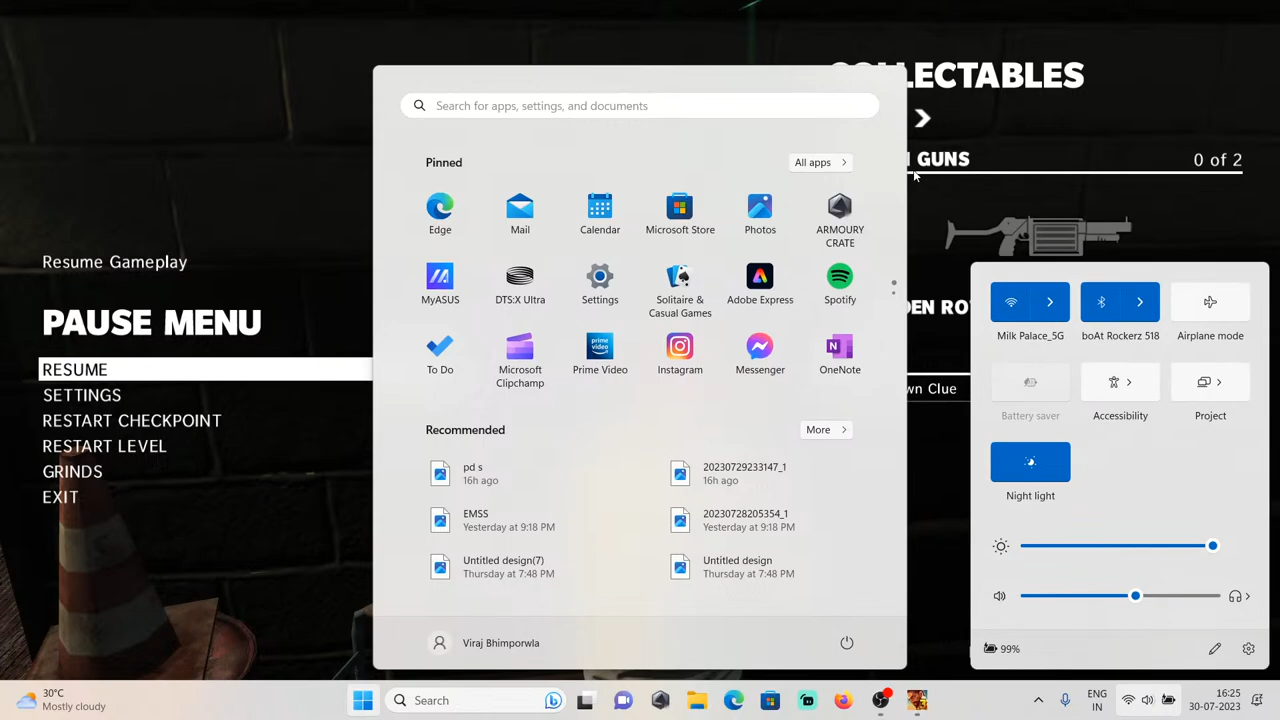 LECTABLES
GUNS
0 of 2
Resume Gameplay
PAUSE MENU
RESUME
SETTINGS
RESTART CHECKPOINT
RESTART LEVEL
GRINDS
EXIT
wn Clue
Search for apps, settings, and documents
Pinned
All apps
Edge
Mail
Calendar
Microsoft Store
Photos
ARMOURY
CRATE
MyASUS
DTS:X Ultra
Settings
Solitaire &
Casual Games
Adobe Express
Spotify
To Do
Microsoft
Clipchamp
Prime Video
Instagram
Messenger
OneNote
Recommended
More
pd s
16h ago
20230729233147_1
16h ago
EMSS
Yesterday at 9:18 PM
20230728205354_1
Yesterday at 9:18 PM
Untitled design(7)
Thursday at 7:48 PM
Untitled design
Thursday at 7:48 PM
Viraj Bhimporwla
Milk Palace_5G
boAt Rockerz 518
Airplane mode
Battery saver
Accessibility
Project
Night light
99%
30°C
Mostly cloudy
Search
ENG
IN
16:25
30-07-2023